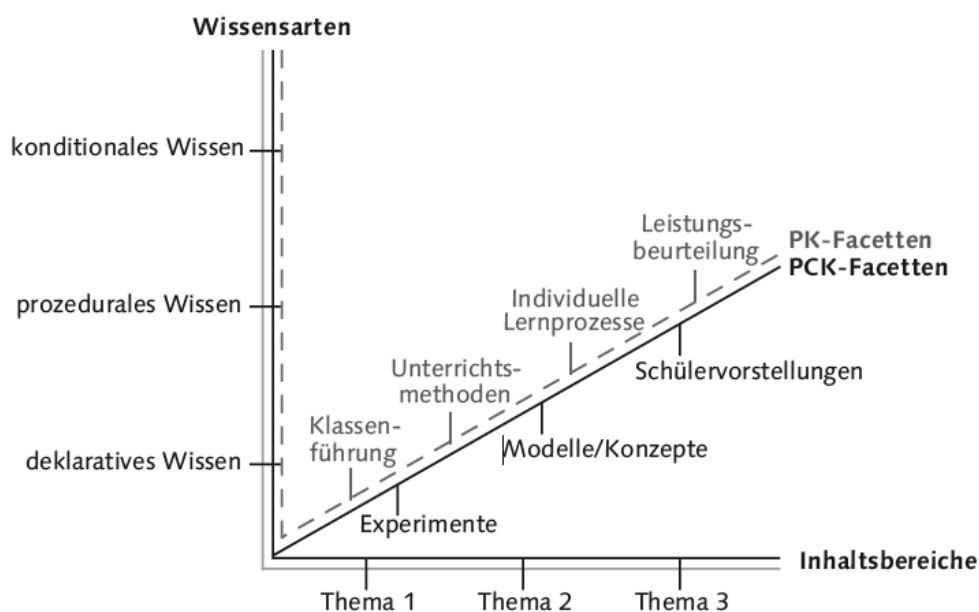 Wissensarten
konditionales Wissen
prozedurales Wissen
deklaratives Wissen
Leistungs-
beurteilung
PK-Facetten
PCK-Facetten
Individuelle
Lernprozesse
Schülervorstellungen
Unterrichts-
methoden
Modelle/Konzepte
Klassen-
führung
Experimente
Inhaltsbereiche
Thema 1
Thema 2
Thema 3